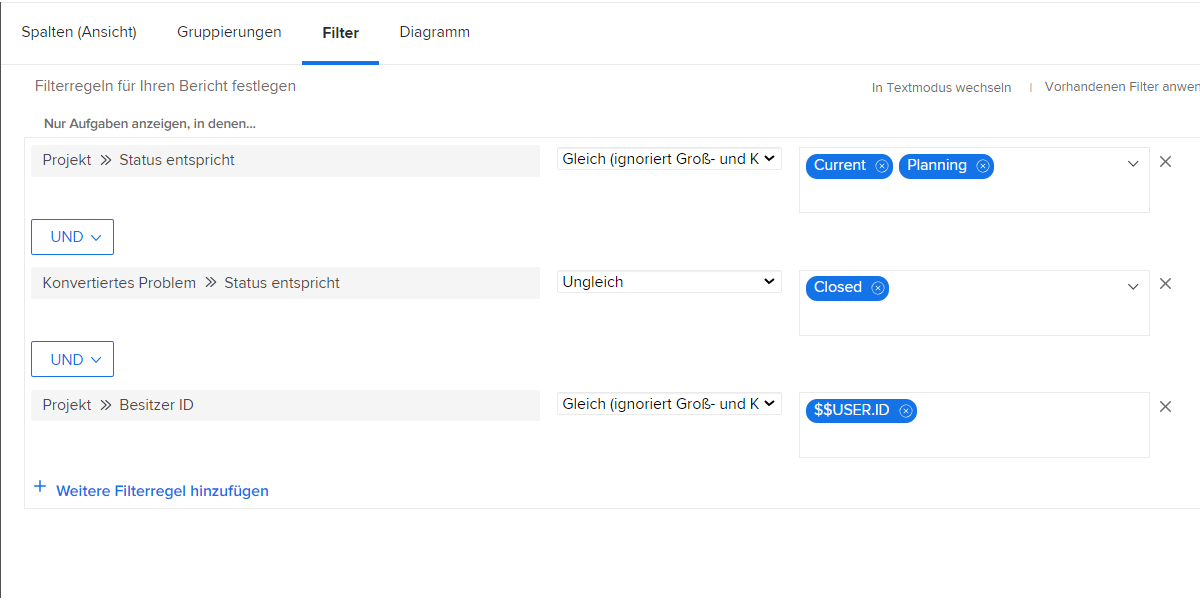 Spalten (Ansicht) Gruppierungen Filter Diagramm
Filterregeln für Ihren Bericht festlegen In Textmodus wechseln | Vorhandenen Filter anwen
Nur Aufgaben anzeigen, in denen...
Projekt » Status entspricht Gleich (ignoriert Groß- und K Current Planning
UND
Konvertiertes Problem » Status entspricht Ungleich Closed
UND
Projekt » Besitzer ID Gleich (ignoriert Groß- und K $$USER.ID
+ Weitere Filterregel hinzufügen